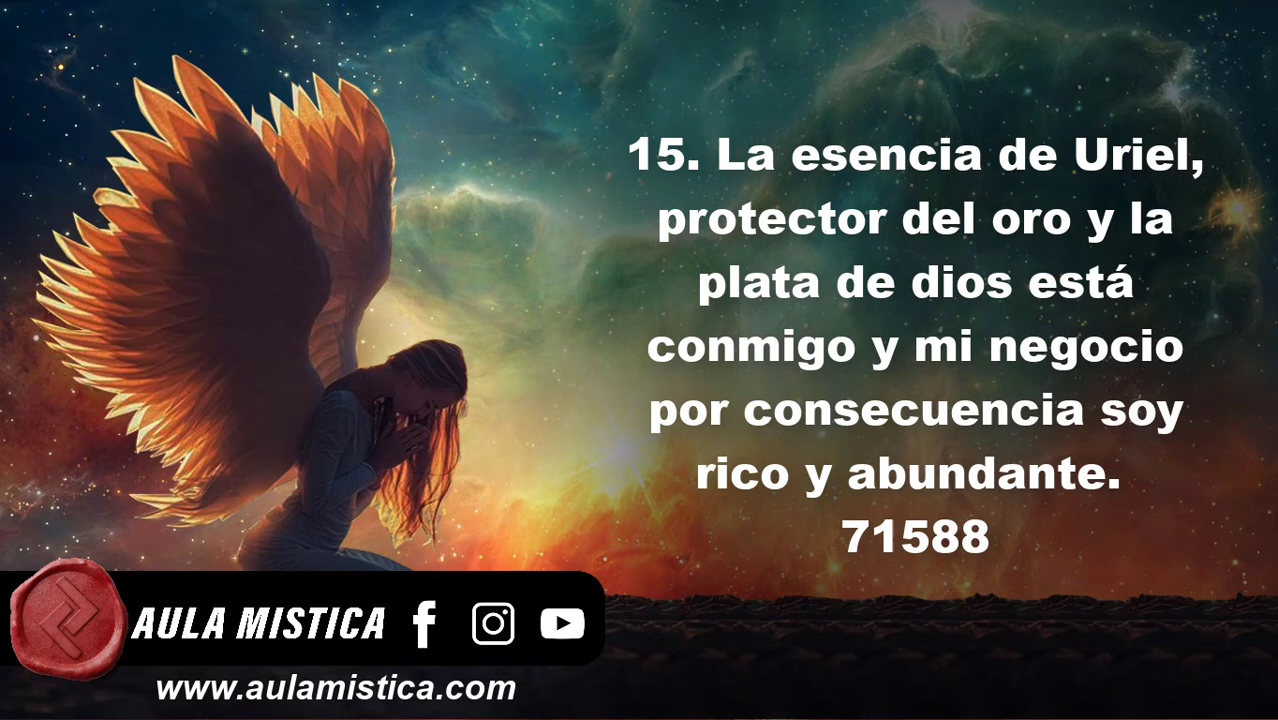 15. La esencia de Uriel,
protector del oro y la
plata de dios está
conmigo y mi negocio
por consecuencia soy
rico y abundante.
71588
AULA MISTICA
www.aulamistica.com